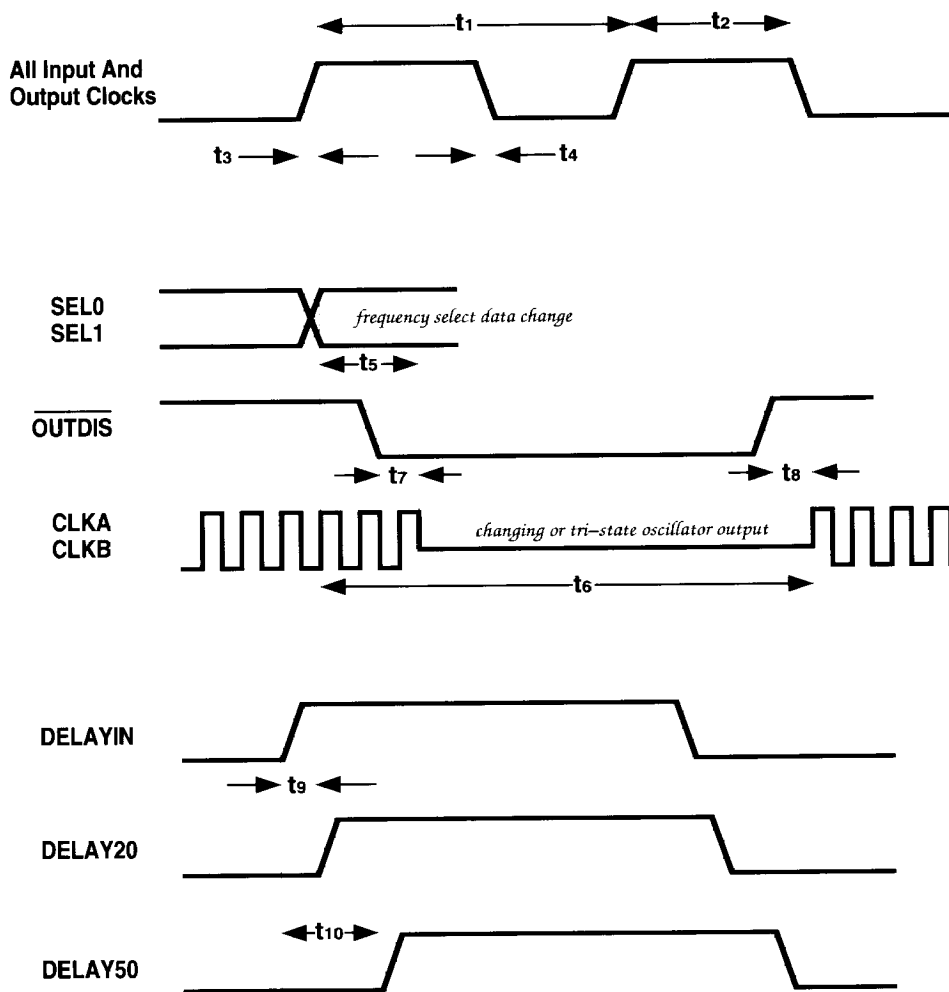 t1
t2
All Input And
Output Clocks
t3
t4
SEL0
SEL1
frequency select data change
t5
OUTDIS
t7
t8
CLKA
CLKB
changing or tri–state oscillator output
t6
DELAYIN
t9
DELAY20
t10
DELAY50